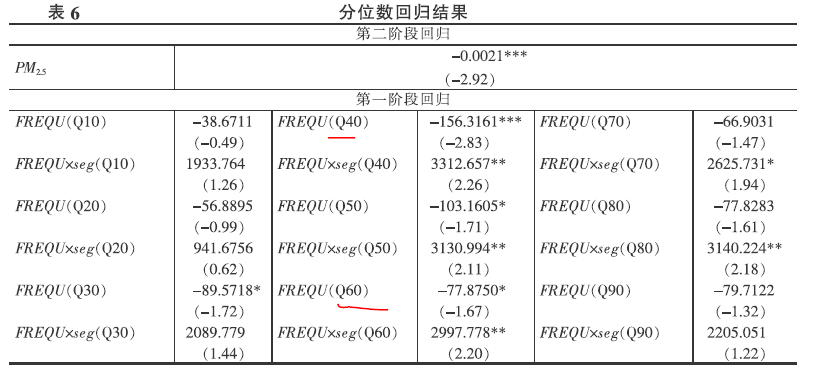 表 6 分位数回归结果
第二阶段回归
PM2.5 −0.0021***
(−2.92)
第一阶段回归
FREQU(Q10) −38.6711 FREQU(Q40) −156.3161*** FREQU(Q70) −66.9031
(−0.49) (−2.83) (−1.47)
FREQU×seg(Q10) 1933.764 FREQU×seg(Q40) 3312.657** FREQU×seg(Q70) 2625.731*
(1.26) (2.26) (1.94)
FREQU(Q20) −56.8895 FREQU(Q50) −103.1605* FREQU(Q80) −77.8283
(−0.99) (−1.71) (−1.61)
FREQU×seg(Q20) 941.6756 FREQU×seg(Q50) 3130.994** FREQU×seg(Q80) 3140.224**
(0.62) (2.11) (2.18)
FREQU(Q30) −89.5718* FREQU(Q60) −77.8750* FREQU(Q90) −79.7122
(−1.72) (−1.67) (−1.32)
FREQU×seg(Q30) 2089.779 FREQU×seg(Q60) 2997.778** FREQU×seg(Q90) 2205.051
(1.44) (2.20) (1.22)